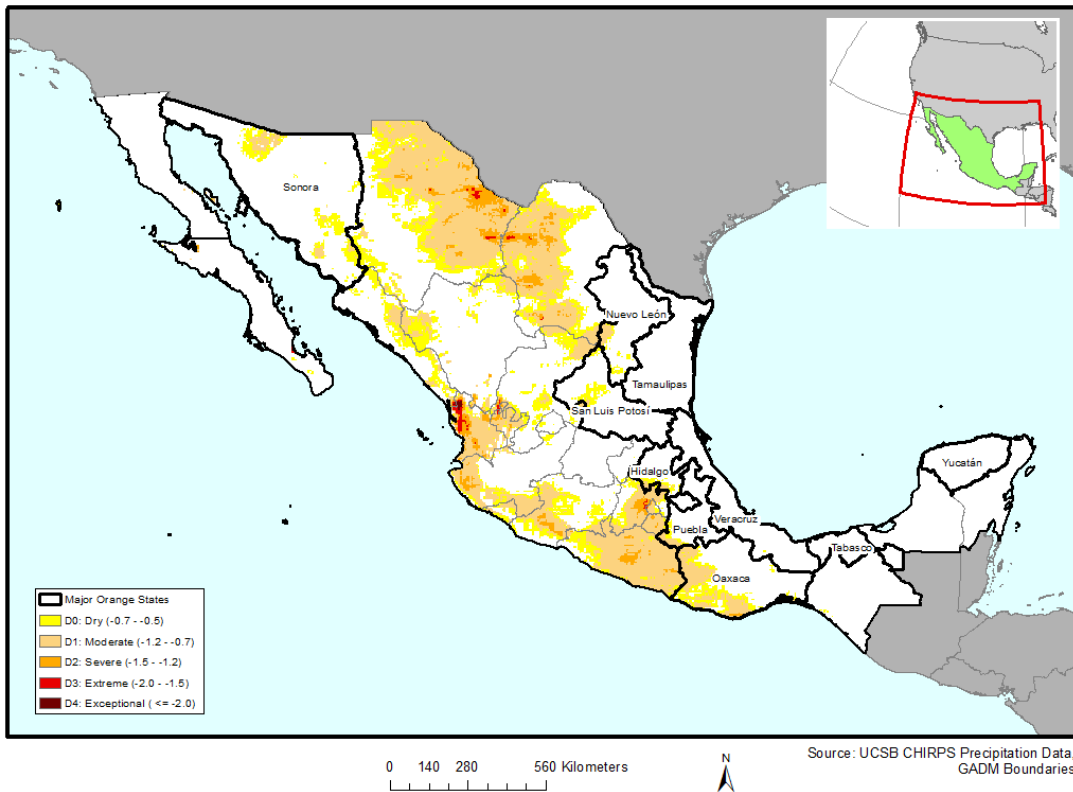 Sonora
Nuevo León
Tamaulipas
San Luis Potosí
Hidalgo
Yucatán
Veracruz
Puebla
Tabasco
Oaxaca
Major Orange States
D0: Dry (-0.7 - -0.5)
D1: Moderate (-1.2 - -0.7)
D2: Severe (-1.5 - -1.2)
D3: Extreme (-2.0 - -1.5)
D4: Exceptional ( <= -2.0)
0 140 280 560 Kilometers
N
Source: UCSB CHIRPS Precipitation Data,
GADM Boundaries